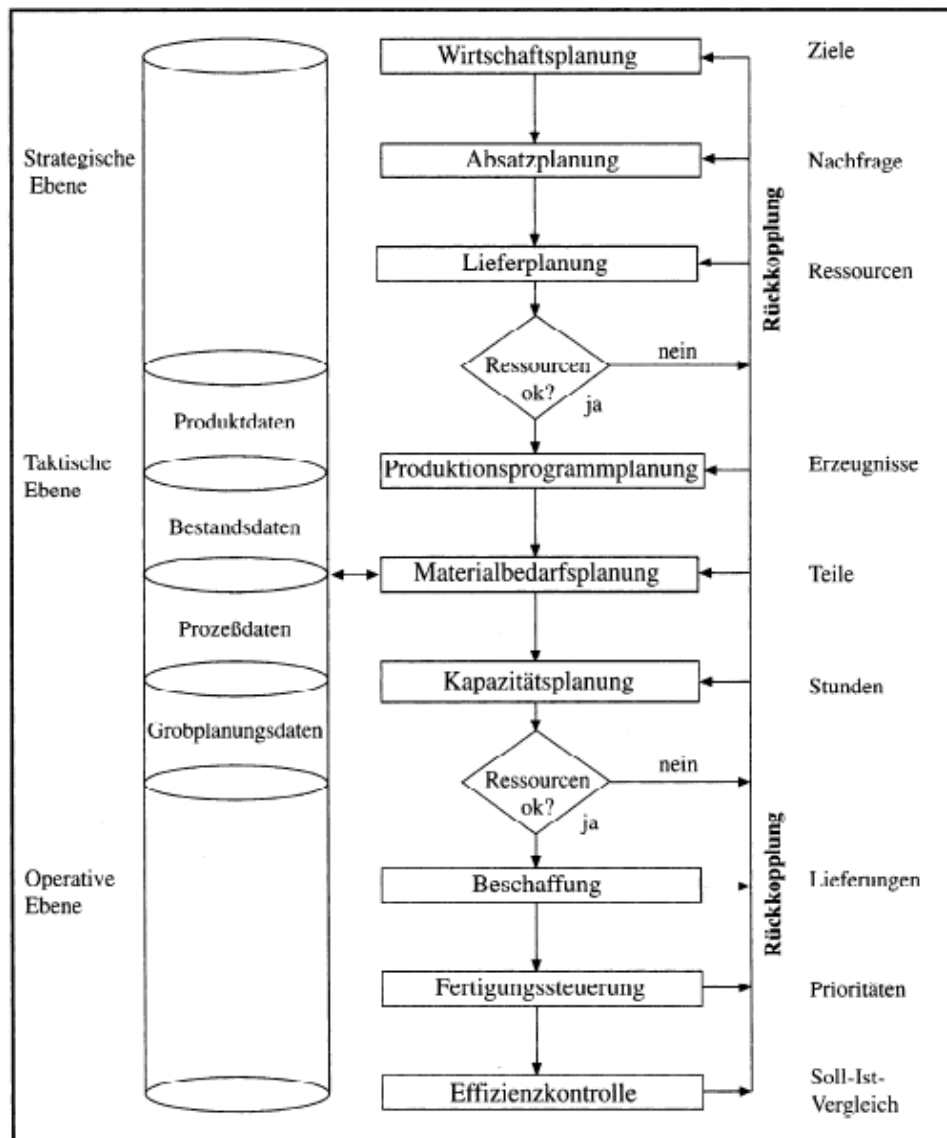 Wirtschaftsplanung
Ziele
Strategische
Ebene
Absatzplanung
Nachfrage
Lieferplanung
Ressourcen
Rückkopplung
Ressourcen
ok?
nein
ja
Produktdaten
Taktische
Ebene
Produktionsprogrammplanung
Erzeugnisse
Bestandsdaten
Materialbedarfsplanung
Teile
Prozeßdaten
Kapazitätsplanung
Stunden
Grobplanungsdaten
Ressourcen
ok?
nein
ja
Operative
Ebene
Beschaffung
Lieferungen
Rückkopplung
Fertigungssteuerung
Prioritäten
Effizienzkontrolle
Soll-Ist-
Vergleich